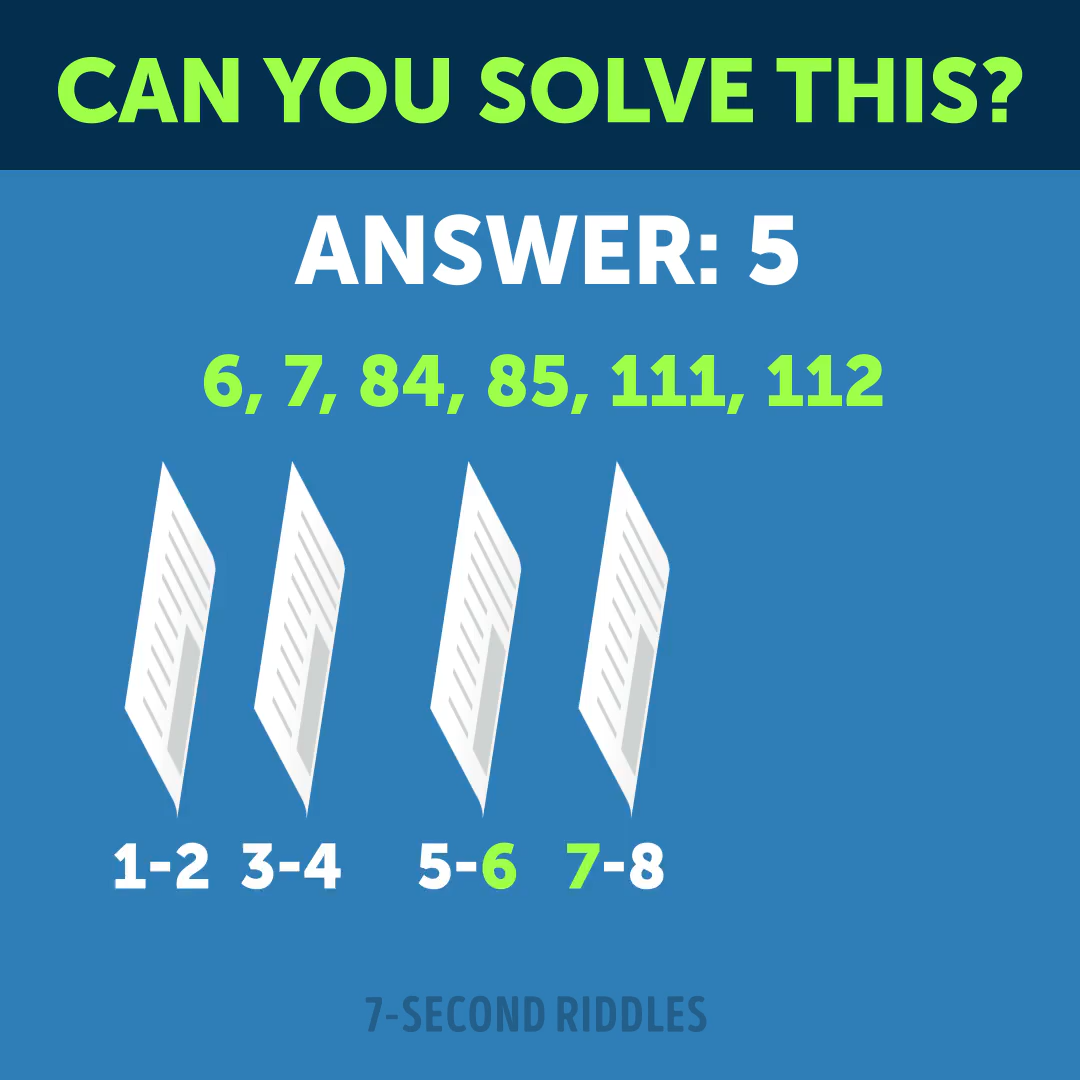 CAN YOU SOLVE THIS?
ANSWER: 5
6, 7, 84, 85, 111, 112
1-2 3-4 5-6 7-8
7-SECOND RIDDLES